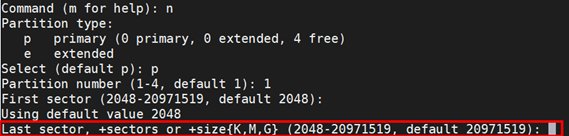 Command (m for help): n
Partition type:
   p   primary (0 primary, 0 extended, 4 free)
   e   extended
Select (default p): p
Partition number (1-4, default 1): 1
First sector (2048-20971519, default 2048):
Using default value 2048
Last sector, +sectors or +size{K,M,G} (2048-20971519, default 20971519):